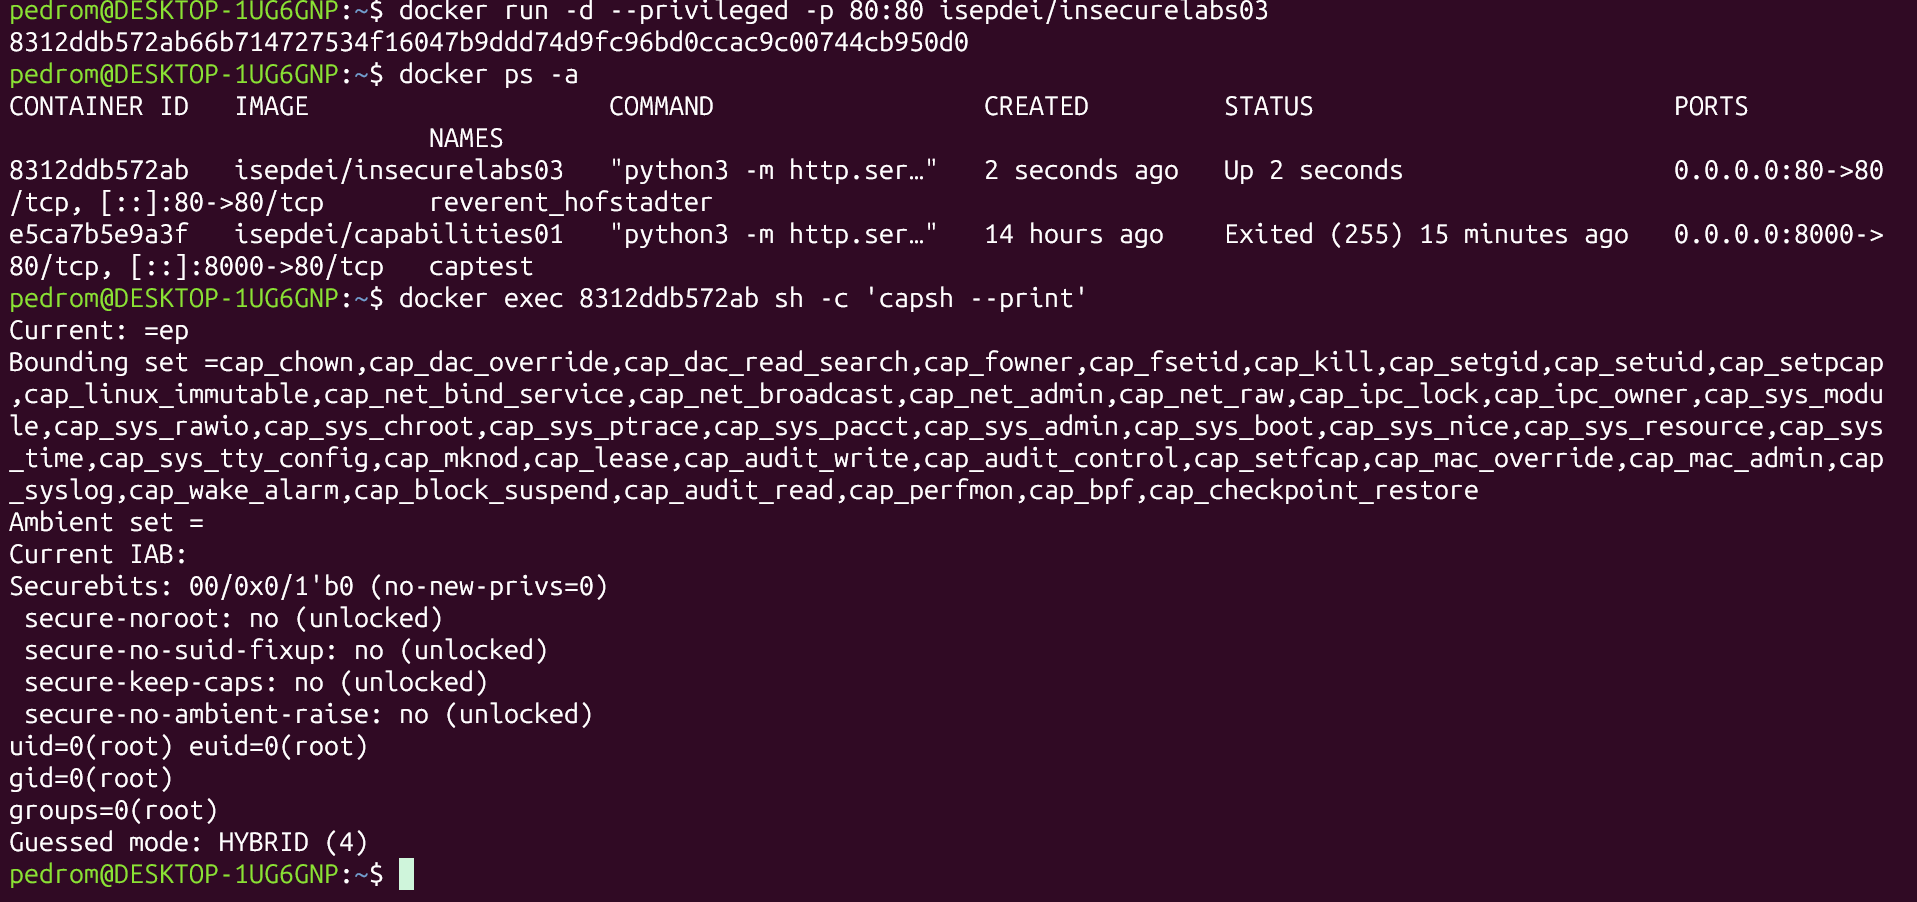 pedrom@DESKTOP-1UG6GNP:~$ docker run -d --privileged -p 80:80 isepdei/insecurelabs03
8312ddb572ab66b714727534f16047b9ddd74d9fc96bd0ccac9c00744cb950d0
pedrom@DESKTOP-1UG6GNP:~$ docker ps -a
CONTAINER ID   IMAGE                    COMMAND                  CREATED         STATUS                        PORTS
                            NAMES
8312ddb572ab   isepdei/insecurelabs03   "python3 -m http.ser…"   2 seconds ago   Up 2 seconds                  0.0.0.0:80->80
/tcp, [::]:80->80/tcp       reverent_hofstadter
e5ca7b5e9a3f   isepdei/capabilities01   "python3 -m http.ser…"   14 hours ago    Exited (255) 15 minutes ago   0.0.0.0:8000->
80/tcp, [::]:8000->80/tcp   captest
pedrom@DESKTOP-1UG6GNP:~$ docker exec 8312ddb572ab sh -c 'capsh --print'
Current: =ep
Bounding set =cap_chown,cap_dac_override,cap_dac_read_search,cap_fowner,cap_fsetid,cap_kill,cap_setgid,cap_setuid,cap_setpcap
,cap_linux_immutable,cap_net_bind_service,cap_net_broadcast,cap_net_admin,cap_net_raw,cap_ipc_lock,cap_ipc_owner,cap_sys_modu
le,cap_sys_rawio,cap_sys_chroot,cap_sys_ptrace,cap_sys_pacct,cap_sys_admin,cap_sys_boot,cap_sys_nice,cap_sys_resource,cap_sys
_time,cap_sys_tty_config,cap_mknod,cap_lease,cap_audit_write,cap_audit_control,cap_setfcap,cap_mac_override,cap_mac_admin,cap
_syslog,cap_wake_alarm,cap_block_suspend,cap_audit_read,cap_perfmon,cap_bpf,cap_checkpoint_restore
Ambient set =
Current IAB:
Securebits: 00/0x0/1'b0 (no-new-privs=0)
 secure-noroot: no (unlocked)
 secure-no-suid-fixup: no (unlocked)
 secure-keep-caps: no (unlocked)
 secure-no-ambient-raise: no (unlocked)
uid=0(root) euid=0(root)
gid=0(root)
groups=0(root)
Guessed mode: HYBRID (4)
pedrom@DESKTOP-1UG6GNP:~$